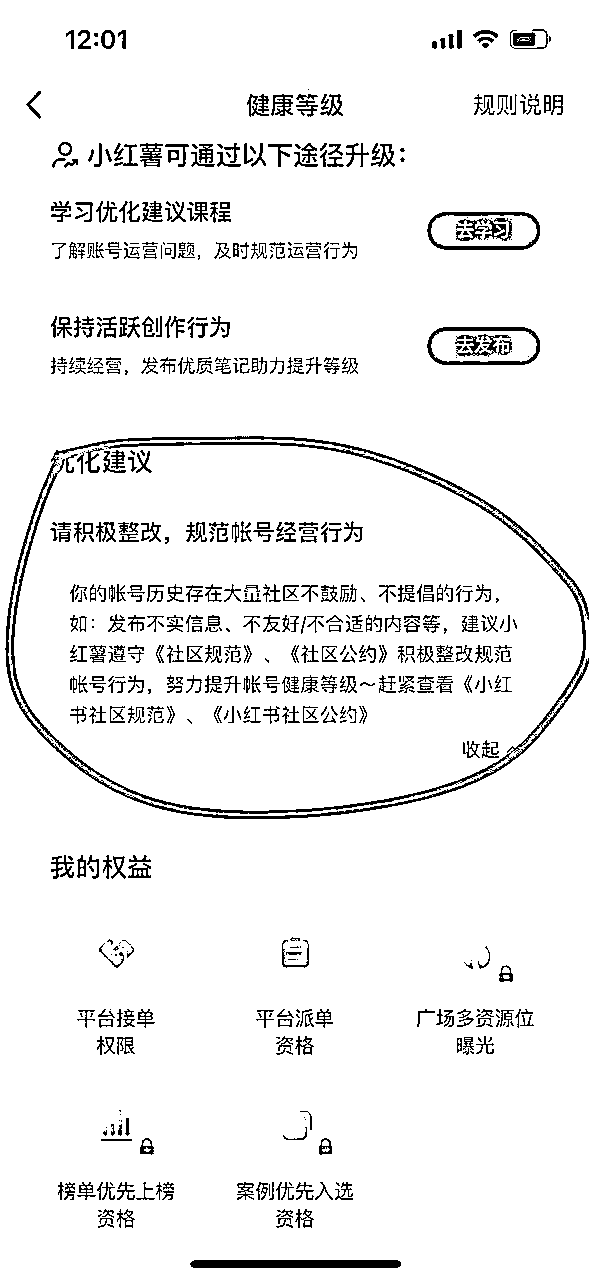 12:01
健康等级
规则说明
小红薯可通过以下途径升级：
学习优化建议课程
去学习
了解账号运营问题，及时规范运营行为
保持活跃创作行为
去发布
持续经营，发布优质笔记助力提升等级
优化建议
请积极整改，规范帐号经营行为
你的帐号历史存在大量社区不鼓励、不提倡的行为，
如：发布不实信息、不友好/不合适的内容等，建议小
红薯遵守《社区规范》、《社区公约》积极整改规范
帐号行为，努力提升帐号健康等级～赶紧查看《小红
书社区规范》、《小红书社区公约》
收起
我的权益
平台接单
权限
平台派单
资格
广场多资源位
曝光
榜单优先上榜
资格
案例优先入选
资格